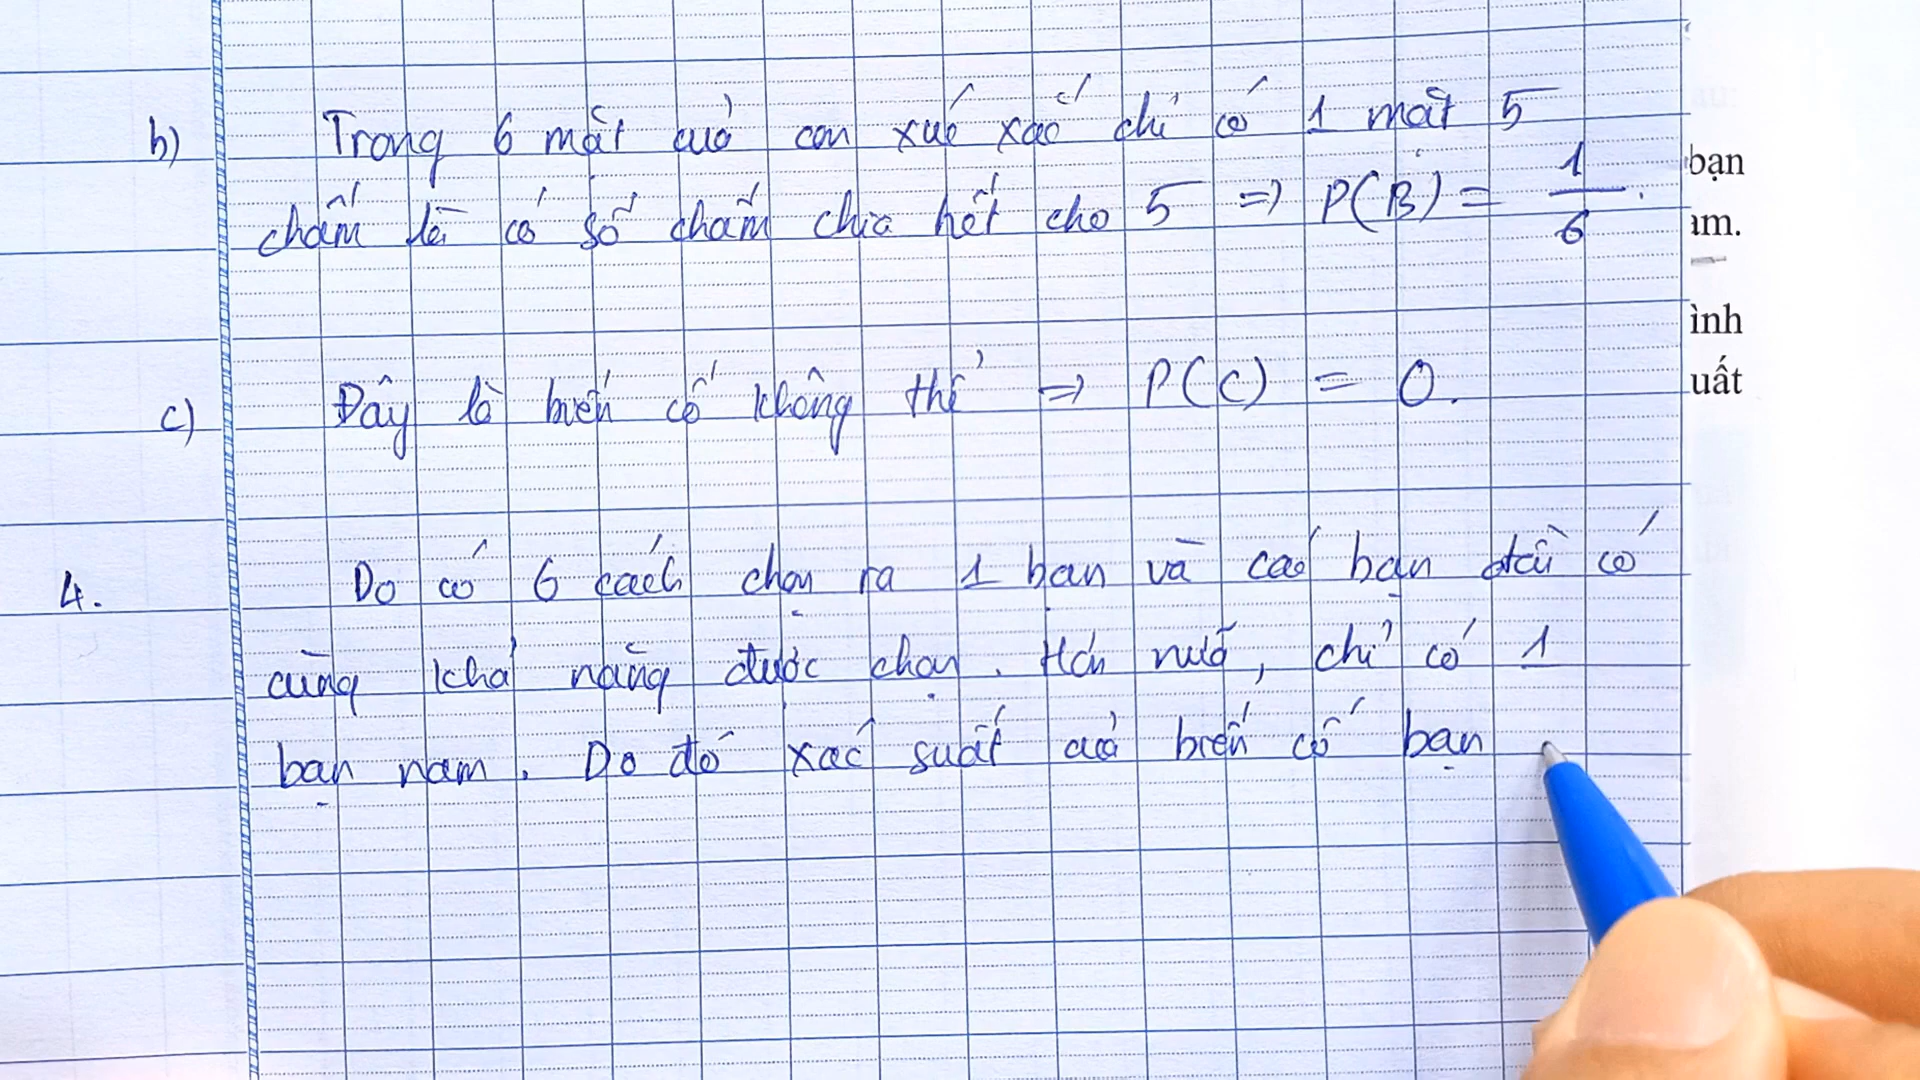 b) Trong 6 mặt của con xúc xắc chỉ có 1 mặt 5
chấm là có số chấm chia hết cho 5 => P(B) = 1/6.
c) Đây là biến cố không thể => P(C) = 0.
4. Do có 6 cách chọn ra 1 bạn và các bạn đều có
cùng khả năng được chọn. Hơn nữa, chỉ có 1
bạn nam. Do đó xác suất của biến cố bạn
bạn
am.
ình
uất